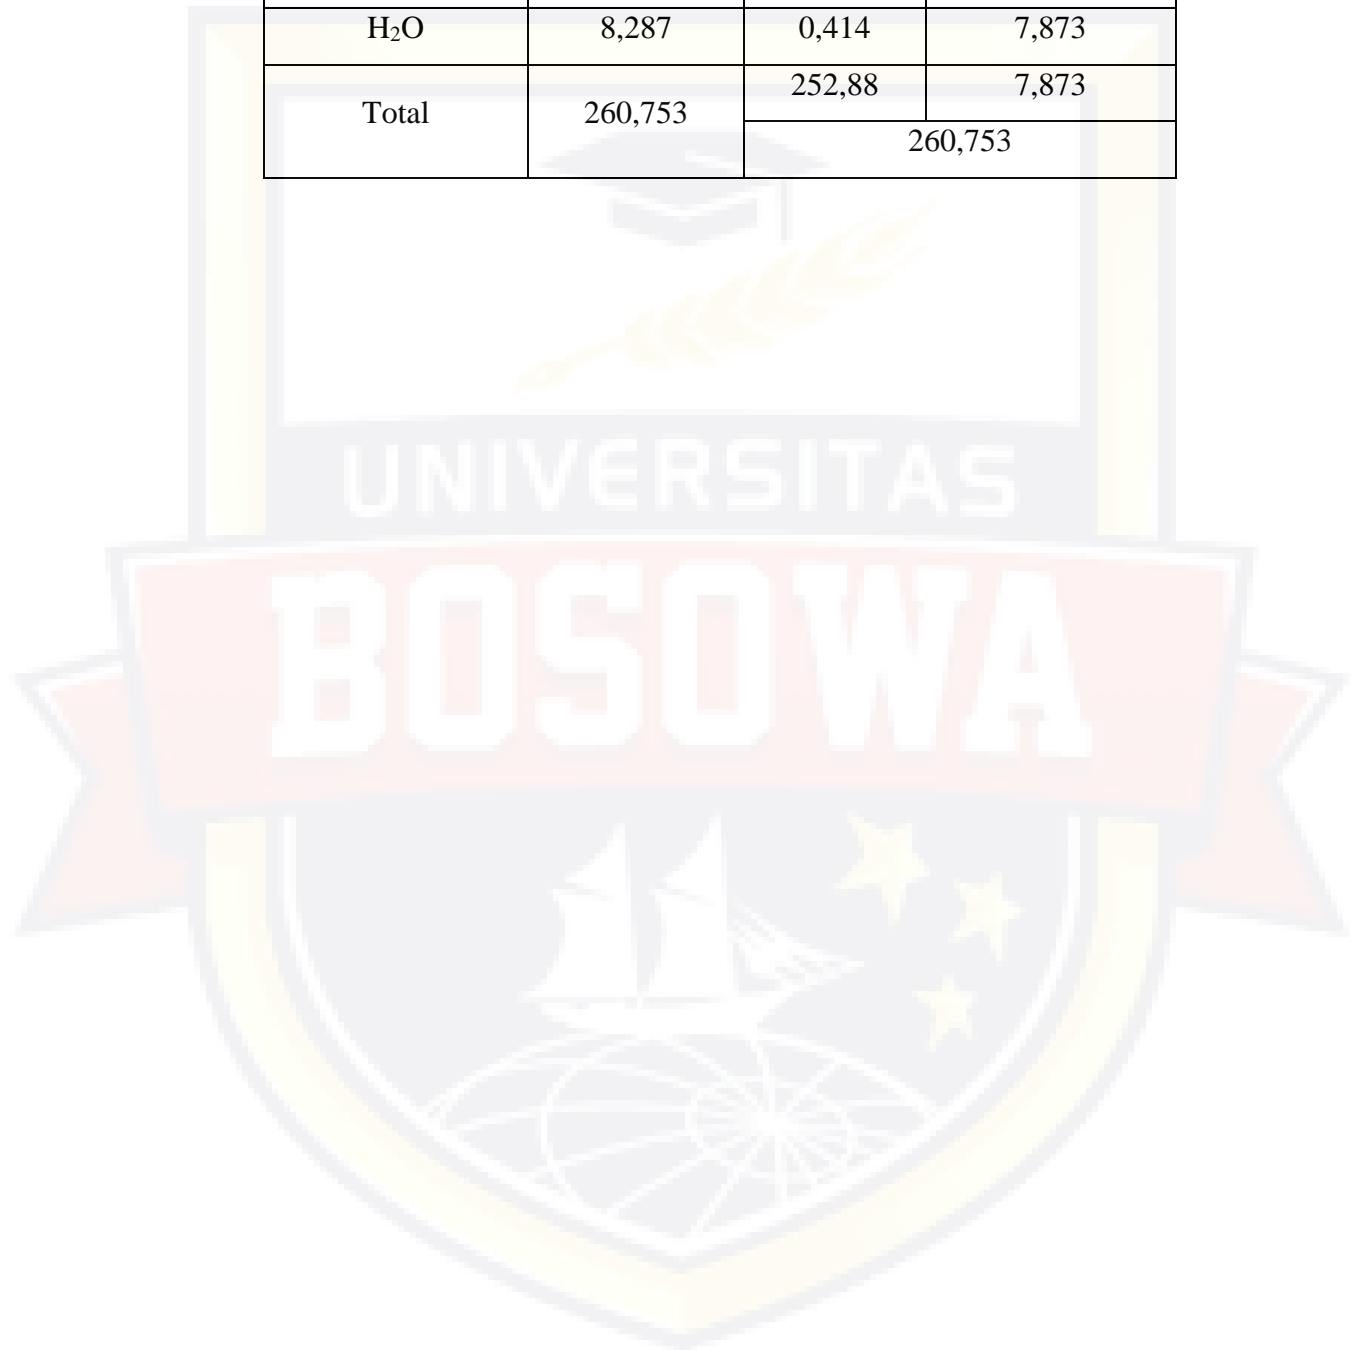 H₂O 8,287 0,414 7,873
Total 260,753 252,88 7,873
260,753
UNIVERSITAS
BOSOWA